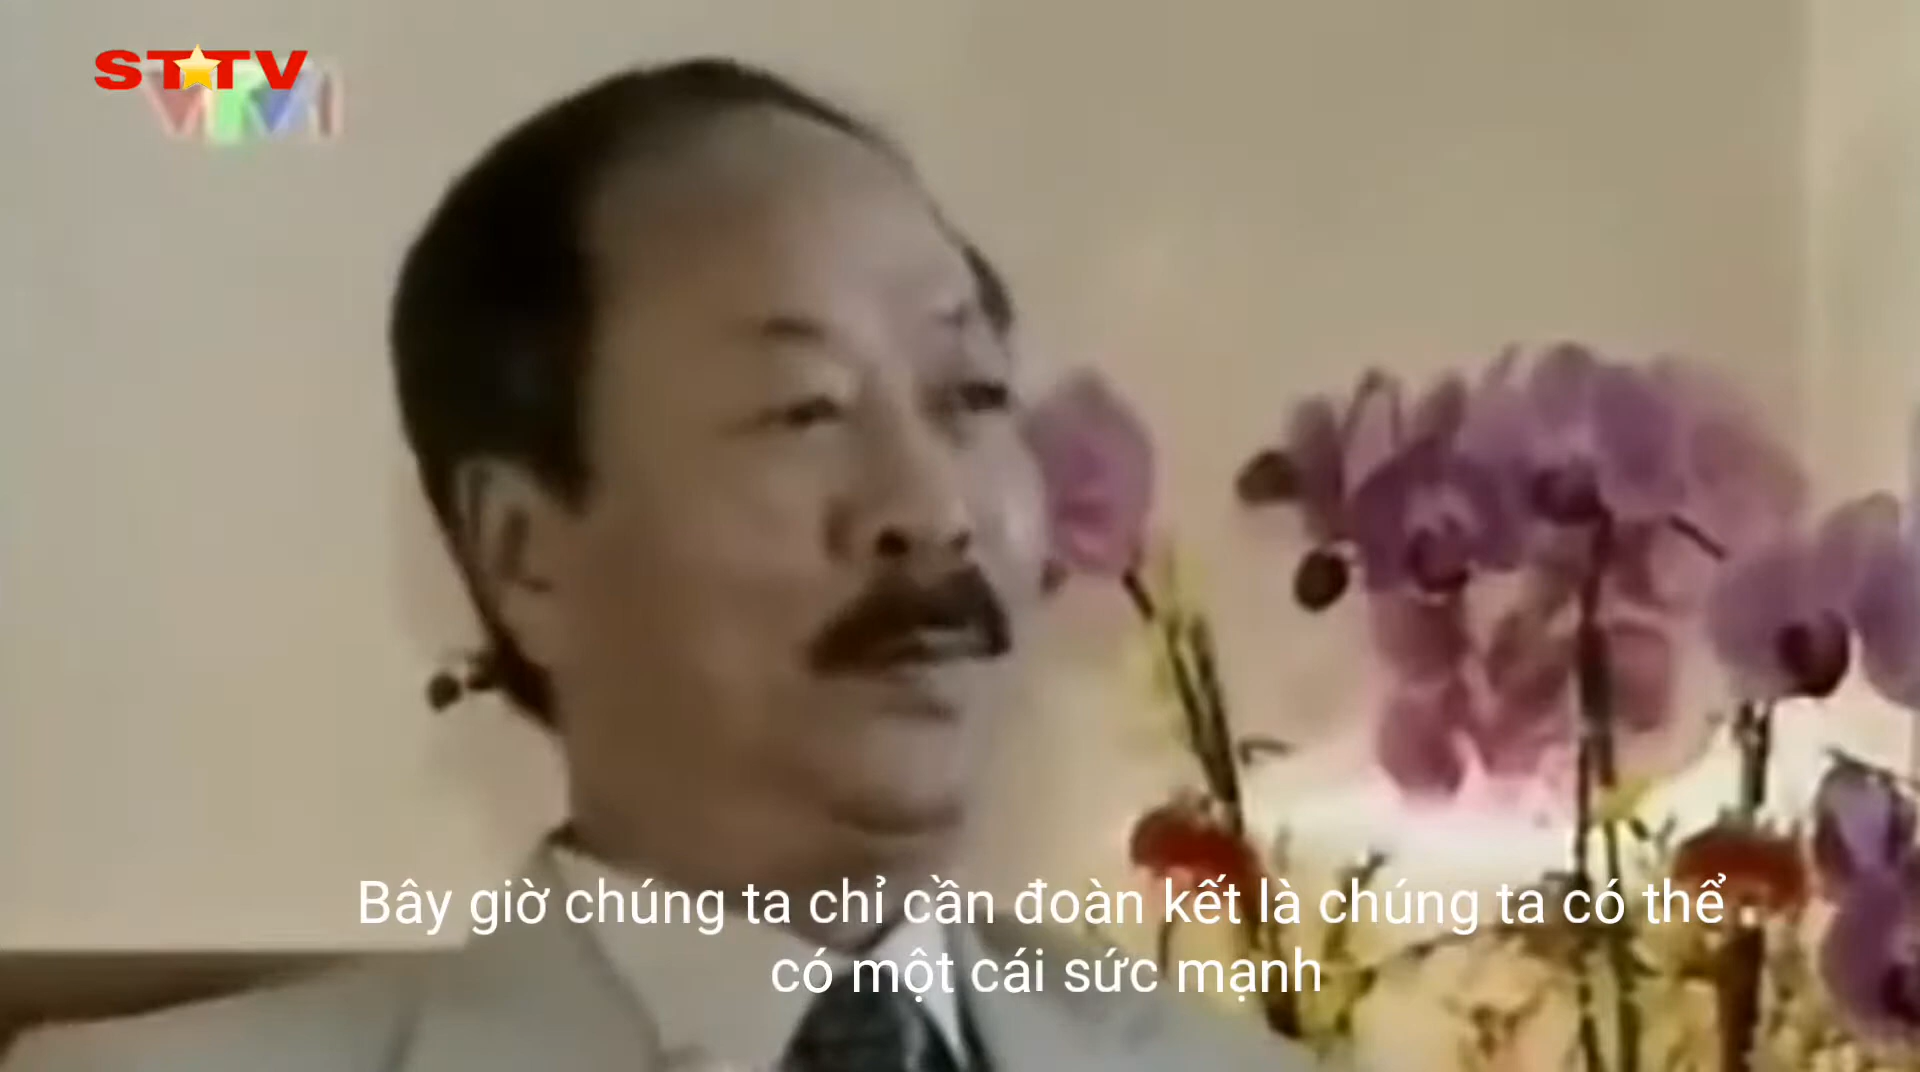 STTV
VTV1
Bây giờ chúng ta chỉ cần đoàn kết là chúng ta có thể
có một cái sức mạnh